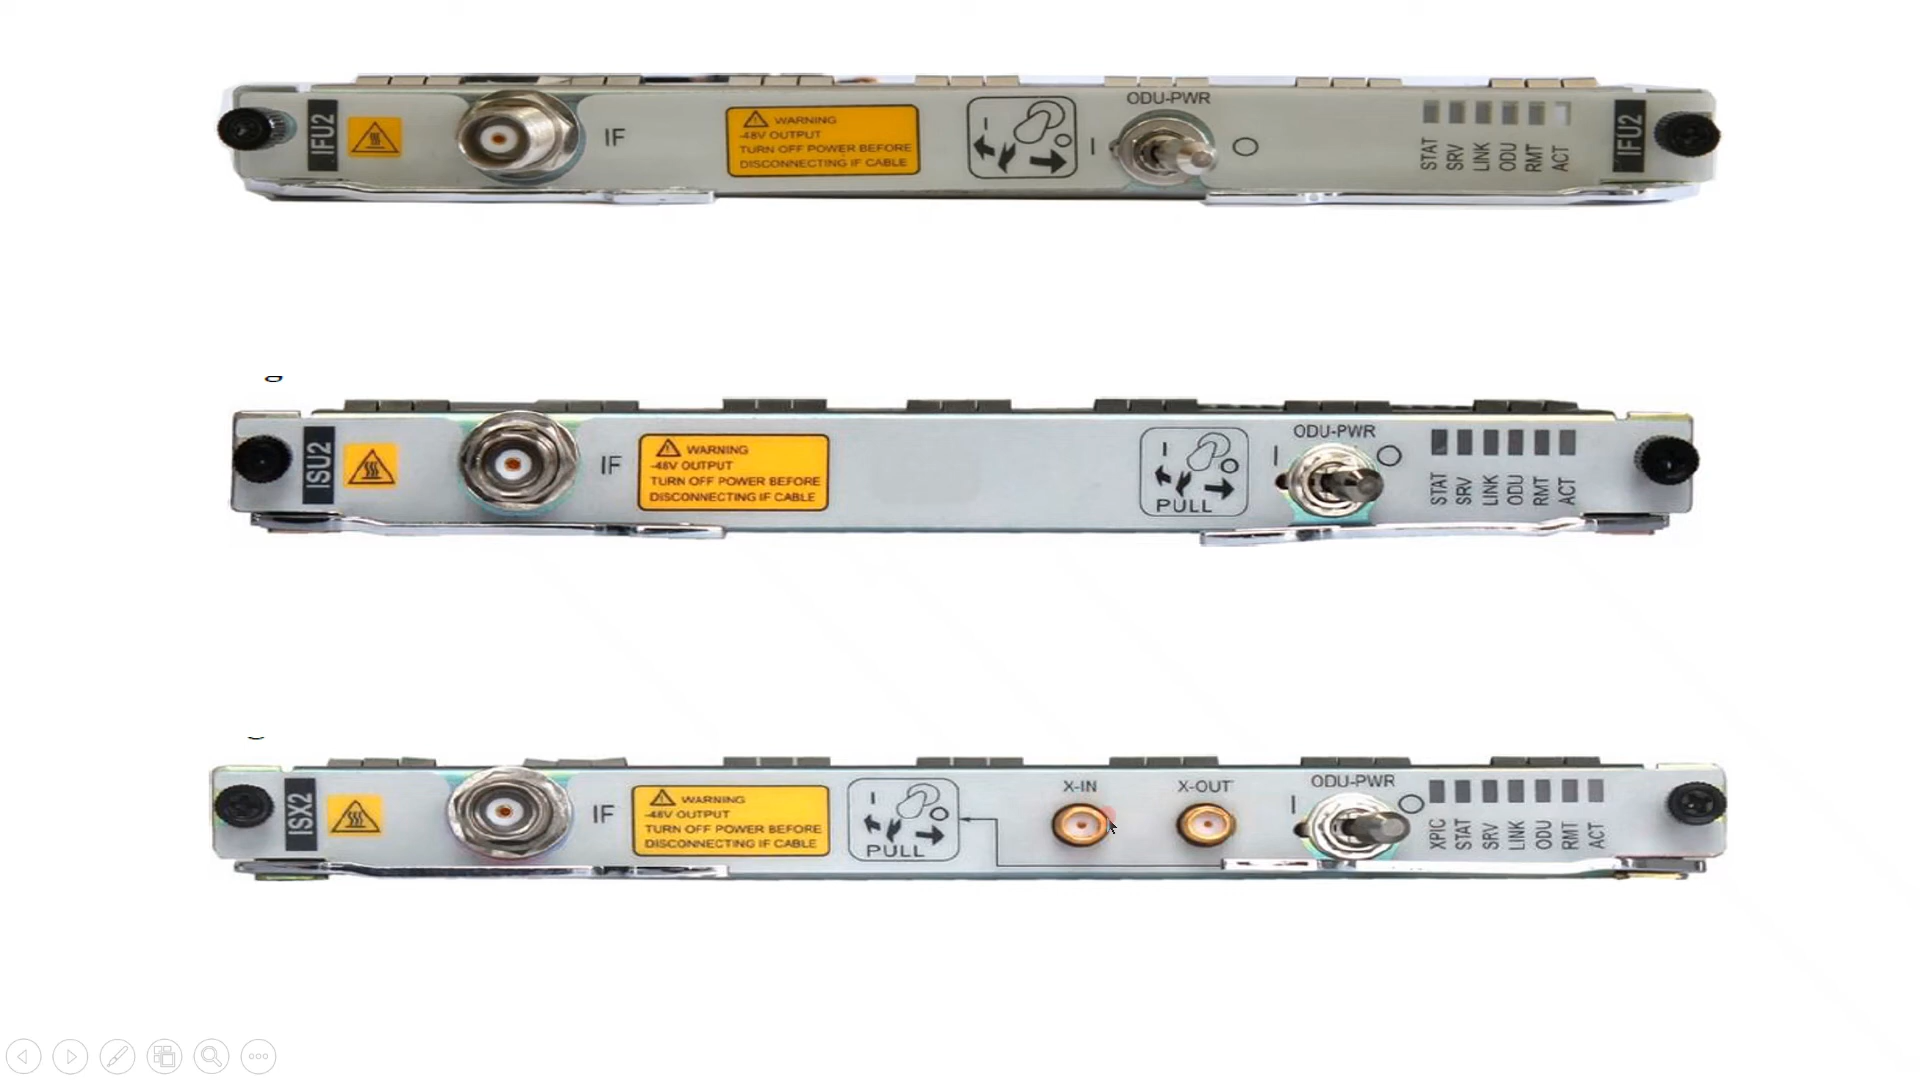 ODU-PWR
IFU2
IF
WARNING
-48V OUTPUT
TURN OFF POWER BEFORE
DISCONNECTING IF CABLE
I
O
STAT
SRV
LINK
ODU
RMT
ACT
IFU2
ISU2
IF
WARNING
-48V OUTPUT
TURN OFF POWER BEFORE
DISCONNECTING IF CABLE
PULL
ODU-PWR
I
O
STAT
SRV
LINK
ODU
RMT
ACT
ISX2
IF
WARNING
-48V OUTPUT
TURN OFF POWER BEFORE
DISCONNECTING IF CABLE
PULL
X-IN
X-OUT
ODU-PWR
I
O
XPIC
STAT
SRV
LINK
ODU
RMT
ACT